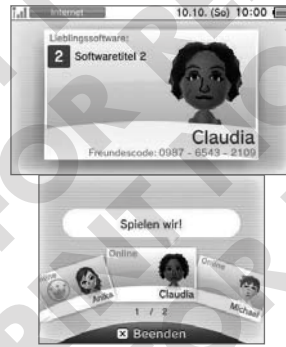 Internet 10.10. (So) 10:00
Lieblingssoftware:
2 Softwaretitel 2
Claudia
Freundescode: 0987 - 6543 - 2109
Spielen wir!
Online Online
Anika Claudia Michael
1 / 2
X Beenden